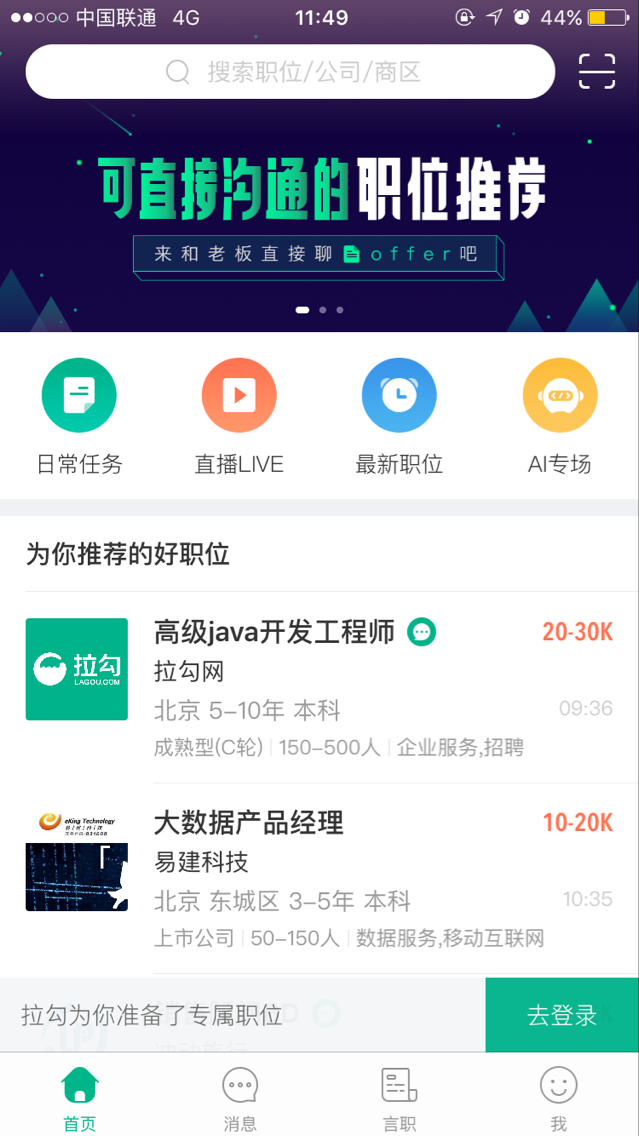 中国联通 4G 11:49 44%
搜索职位/公司/商区
可直接沟通的职位推荐
来和老板直接聊offer吧
日常任务 直播LIVE 最新职位 AI专场
为你推荐的好职位
高级java开发工程师 20-30K
拉勾
LAGOU.COM
拉勾网
北京 5-10年 本科 09:36
成熟型(C轮) 150-500人 企业服务,招聘
eKing Technology
大数据产品经理 10-20K
易建科技
北京 东城区 3-5年 本科 10:35
上市公司 50-150人 数据服务,移动互联网
拉勾为你准备了专属职位 去登录
首页 消息 言职 我